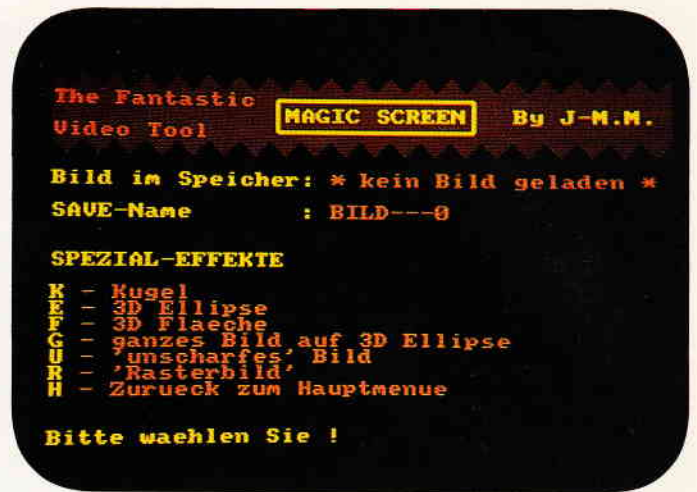 The Fantastic
Video Tool
MAGIC SCREEN
By J-M.M.
Bild im Speicher: * kein Bild geladen *
SAVE-Name : BILD---0
SPEZIAL-EFFEKTE
K - Kugel
E - 3D Ellipse
F - 3D Flaeche
G - ganzes Bild auf 3D Ellipse
U - 'unscharfes' Bild
R - 'Rasterbild'
H - Zurueck zum Hauptmenue
Bitte waehlen Sie !